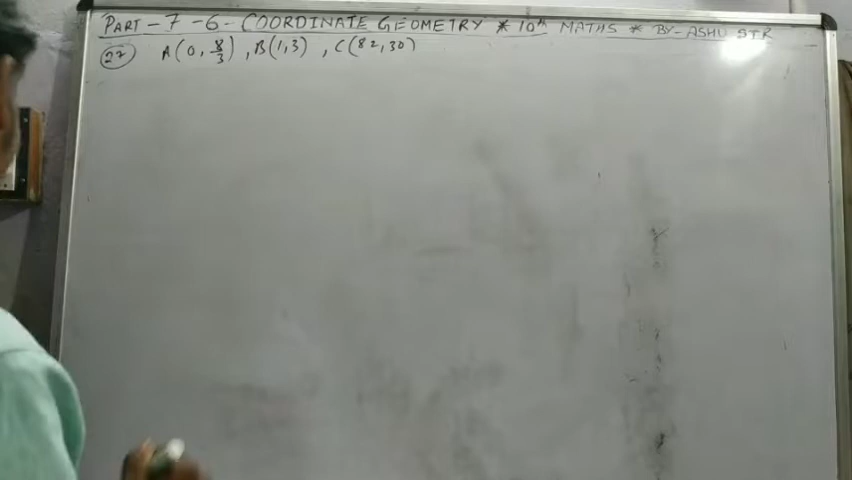 PART - 7 - 6 - COORDINATE GEOMETRY * 10th MATHS * BY - ASHU SIR
27 A(0, 8/3), B(1,3), C(82,30)